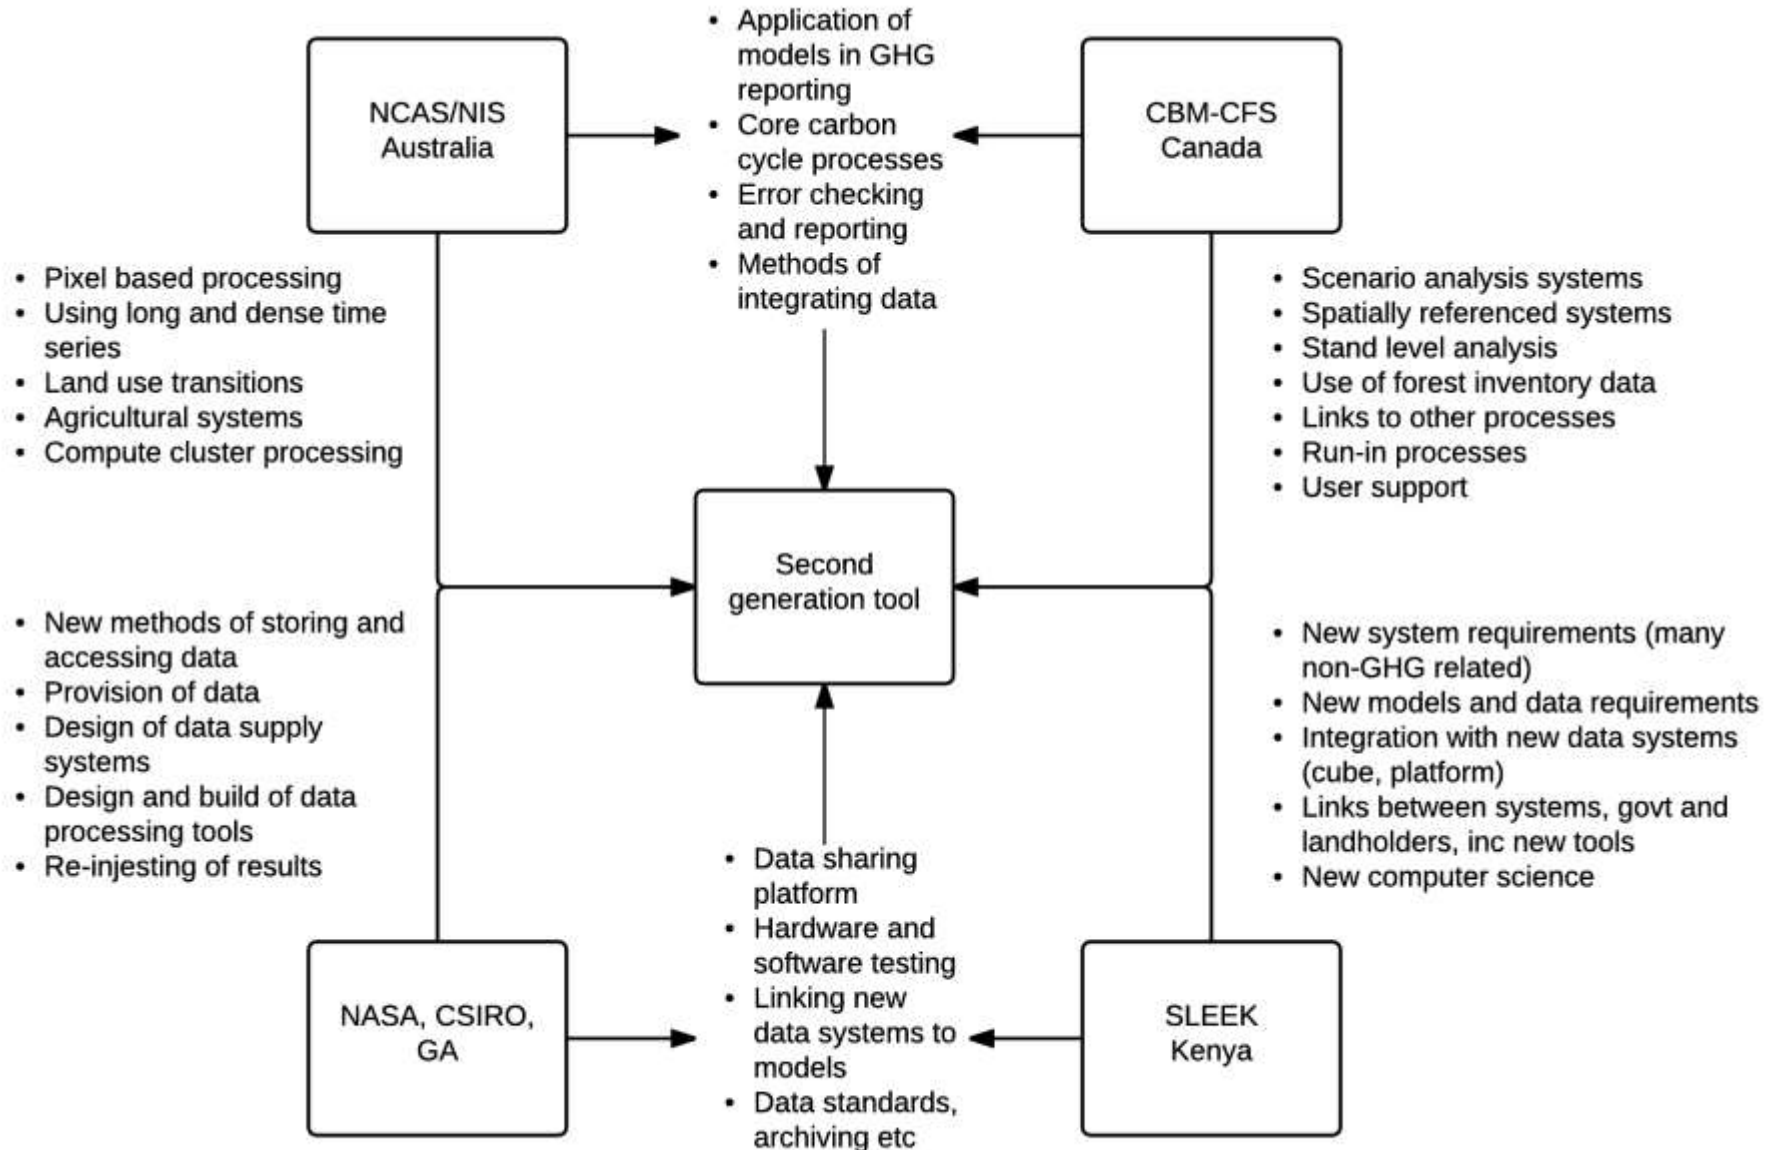 • Application of
models in GHG
reporting
• Core carbon
cycle processes
• Error checking
and reporting
• Methods of
integrating data
NCAS/NIS
Australia
CBM-CFS
Canada
• Pixel based processing
• Using long and dense time
series
• Land use transitions
• Agricultural systems
• Compute cluster processing
• Scenario analysis systems
• Spatially referenced systems
• Stand level analysis
• Use of forest inventory data
• Links to other processes
• Run-in processes
• User support
Second
generation tool
• New methods of storing and
accessing data
• Provision of data
• Design of data supply
systems
• Design and build of data
processing tools
• Re-injesting of results
• New system requirements (many
non-GHG related)
• New models and data requirements
• Integration with new data systems
(cube, platform)
• Links between systems, govt and
landholders, inc new tools
• New computer science
• Data sharing
platform
• Hardware and
software testing
• Linking new
data systems to
models
• Data standards,
archiving etc
NASA, CSIRO,
GA
SLEEK
Kenya